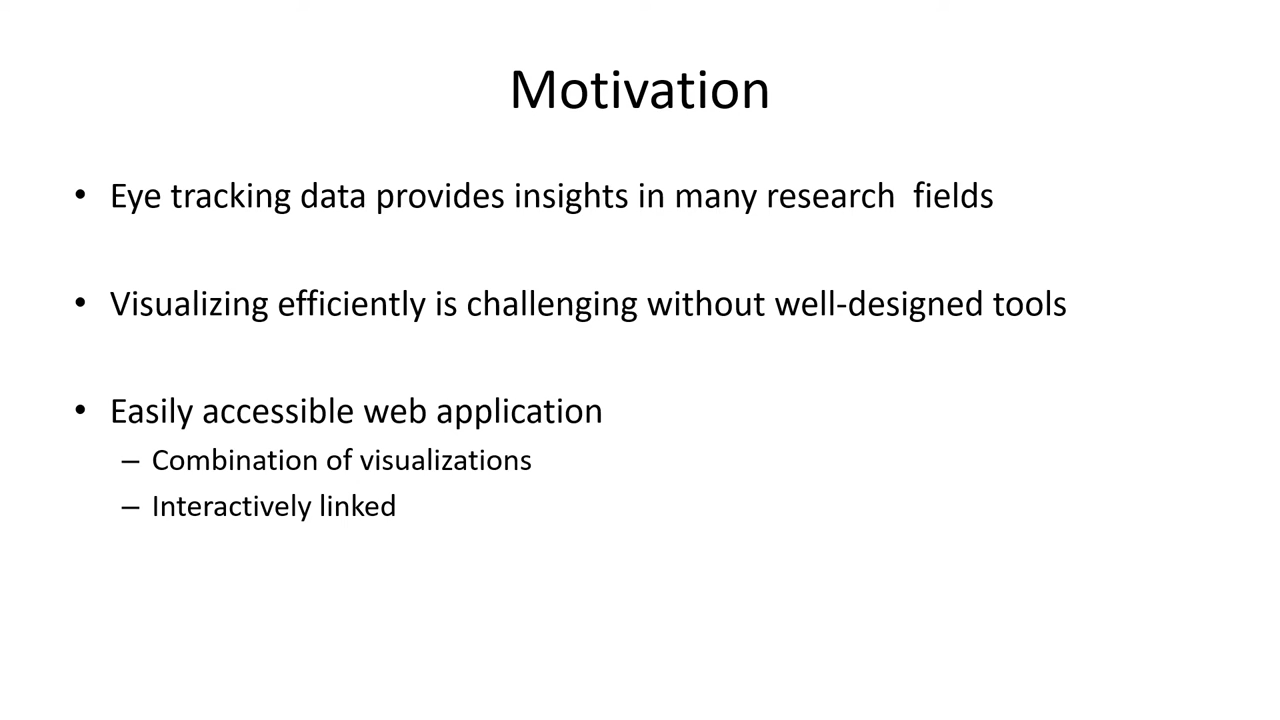 Motivation
• Eye tracking data provides insights in many research  fields
• Visualizing efficiently is challenging without well-designed tools
• Easily accessible web application
– Combination of visualizations
– Interactively linked